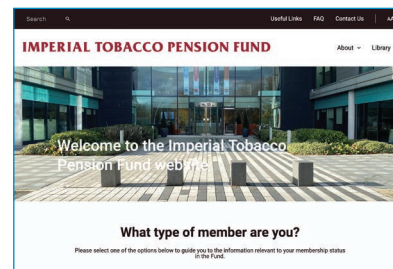 Search Useful Links FAQ Contact Us
IMPERIAL TOBACCO PENSION FUND About Library
Welcome to the Imperial Tobacco
Pension Fund website
What type of member are you?
Please select one of the options below to guide you to the information relevant to your membership status
in the Fund.